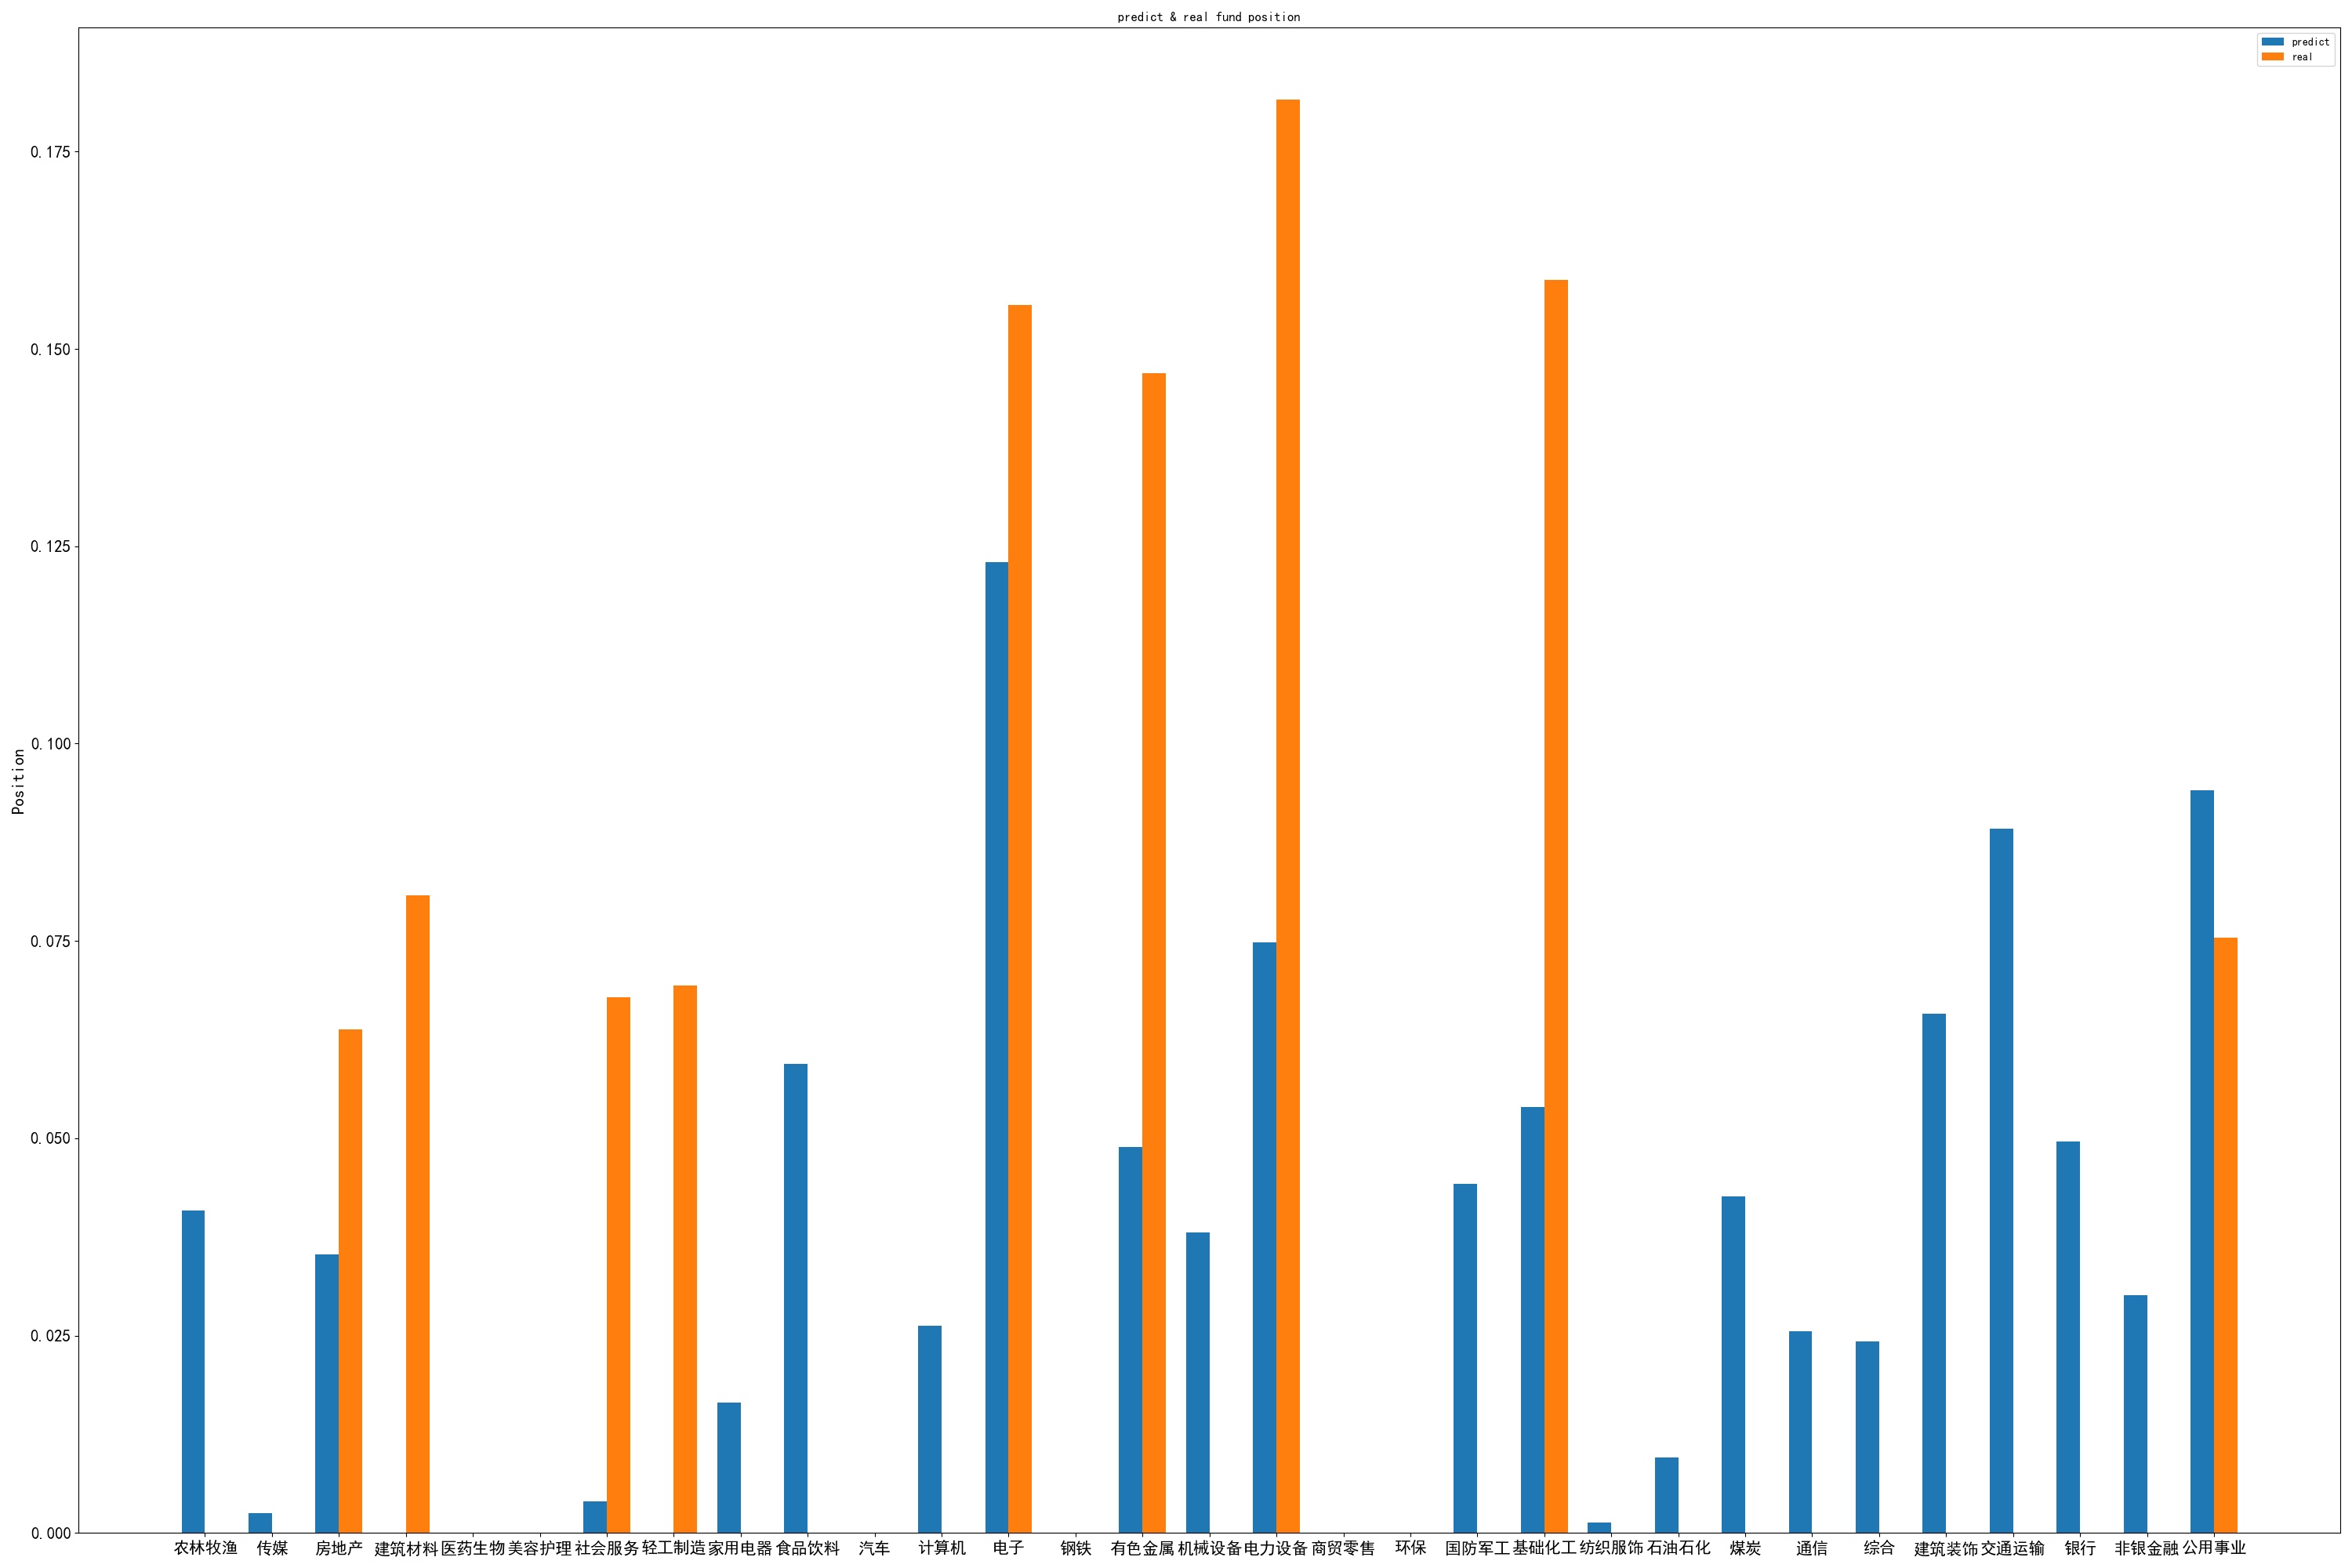 predict & real fund position
predict
real
Position
0.175
0.150
0.125
0.100
0.075
0.050
0.025
0.000
农林牧渔 传媒 房地产 建筑材料 医药生物 美容护理 社会服务 轻工制造 家用电器 食品饮料 汽车 计算机 电子 钢铁 有色金属 机械设备 电力设备 商贸零售 环保 国防军工 基础化工 纺织服饰 石油石化 煤炭 通信 综合 建筑装饰 交通运输 银行 非银金融 公用事业